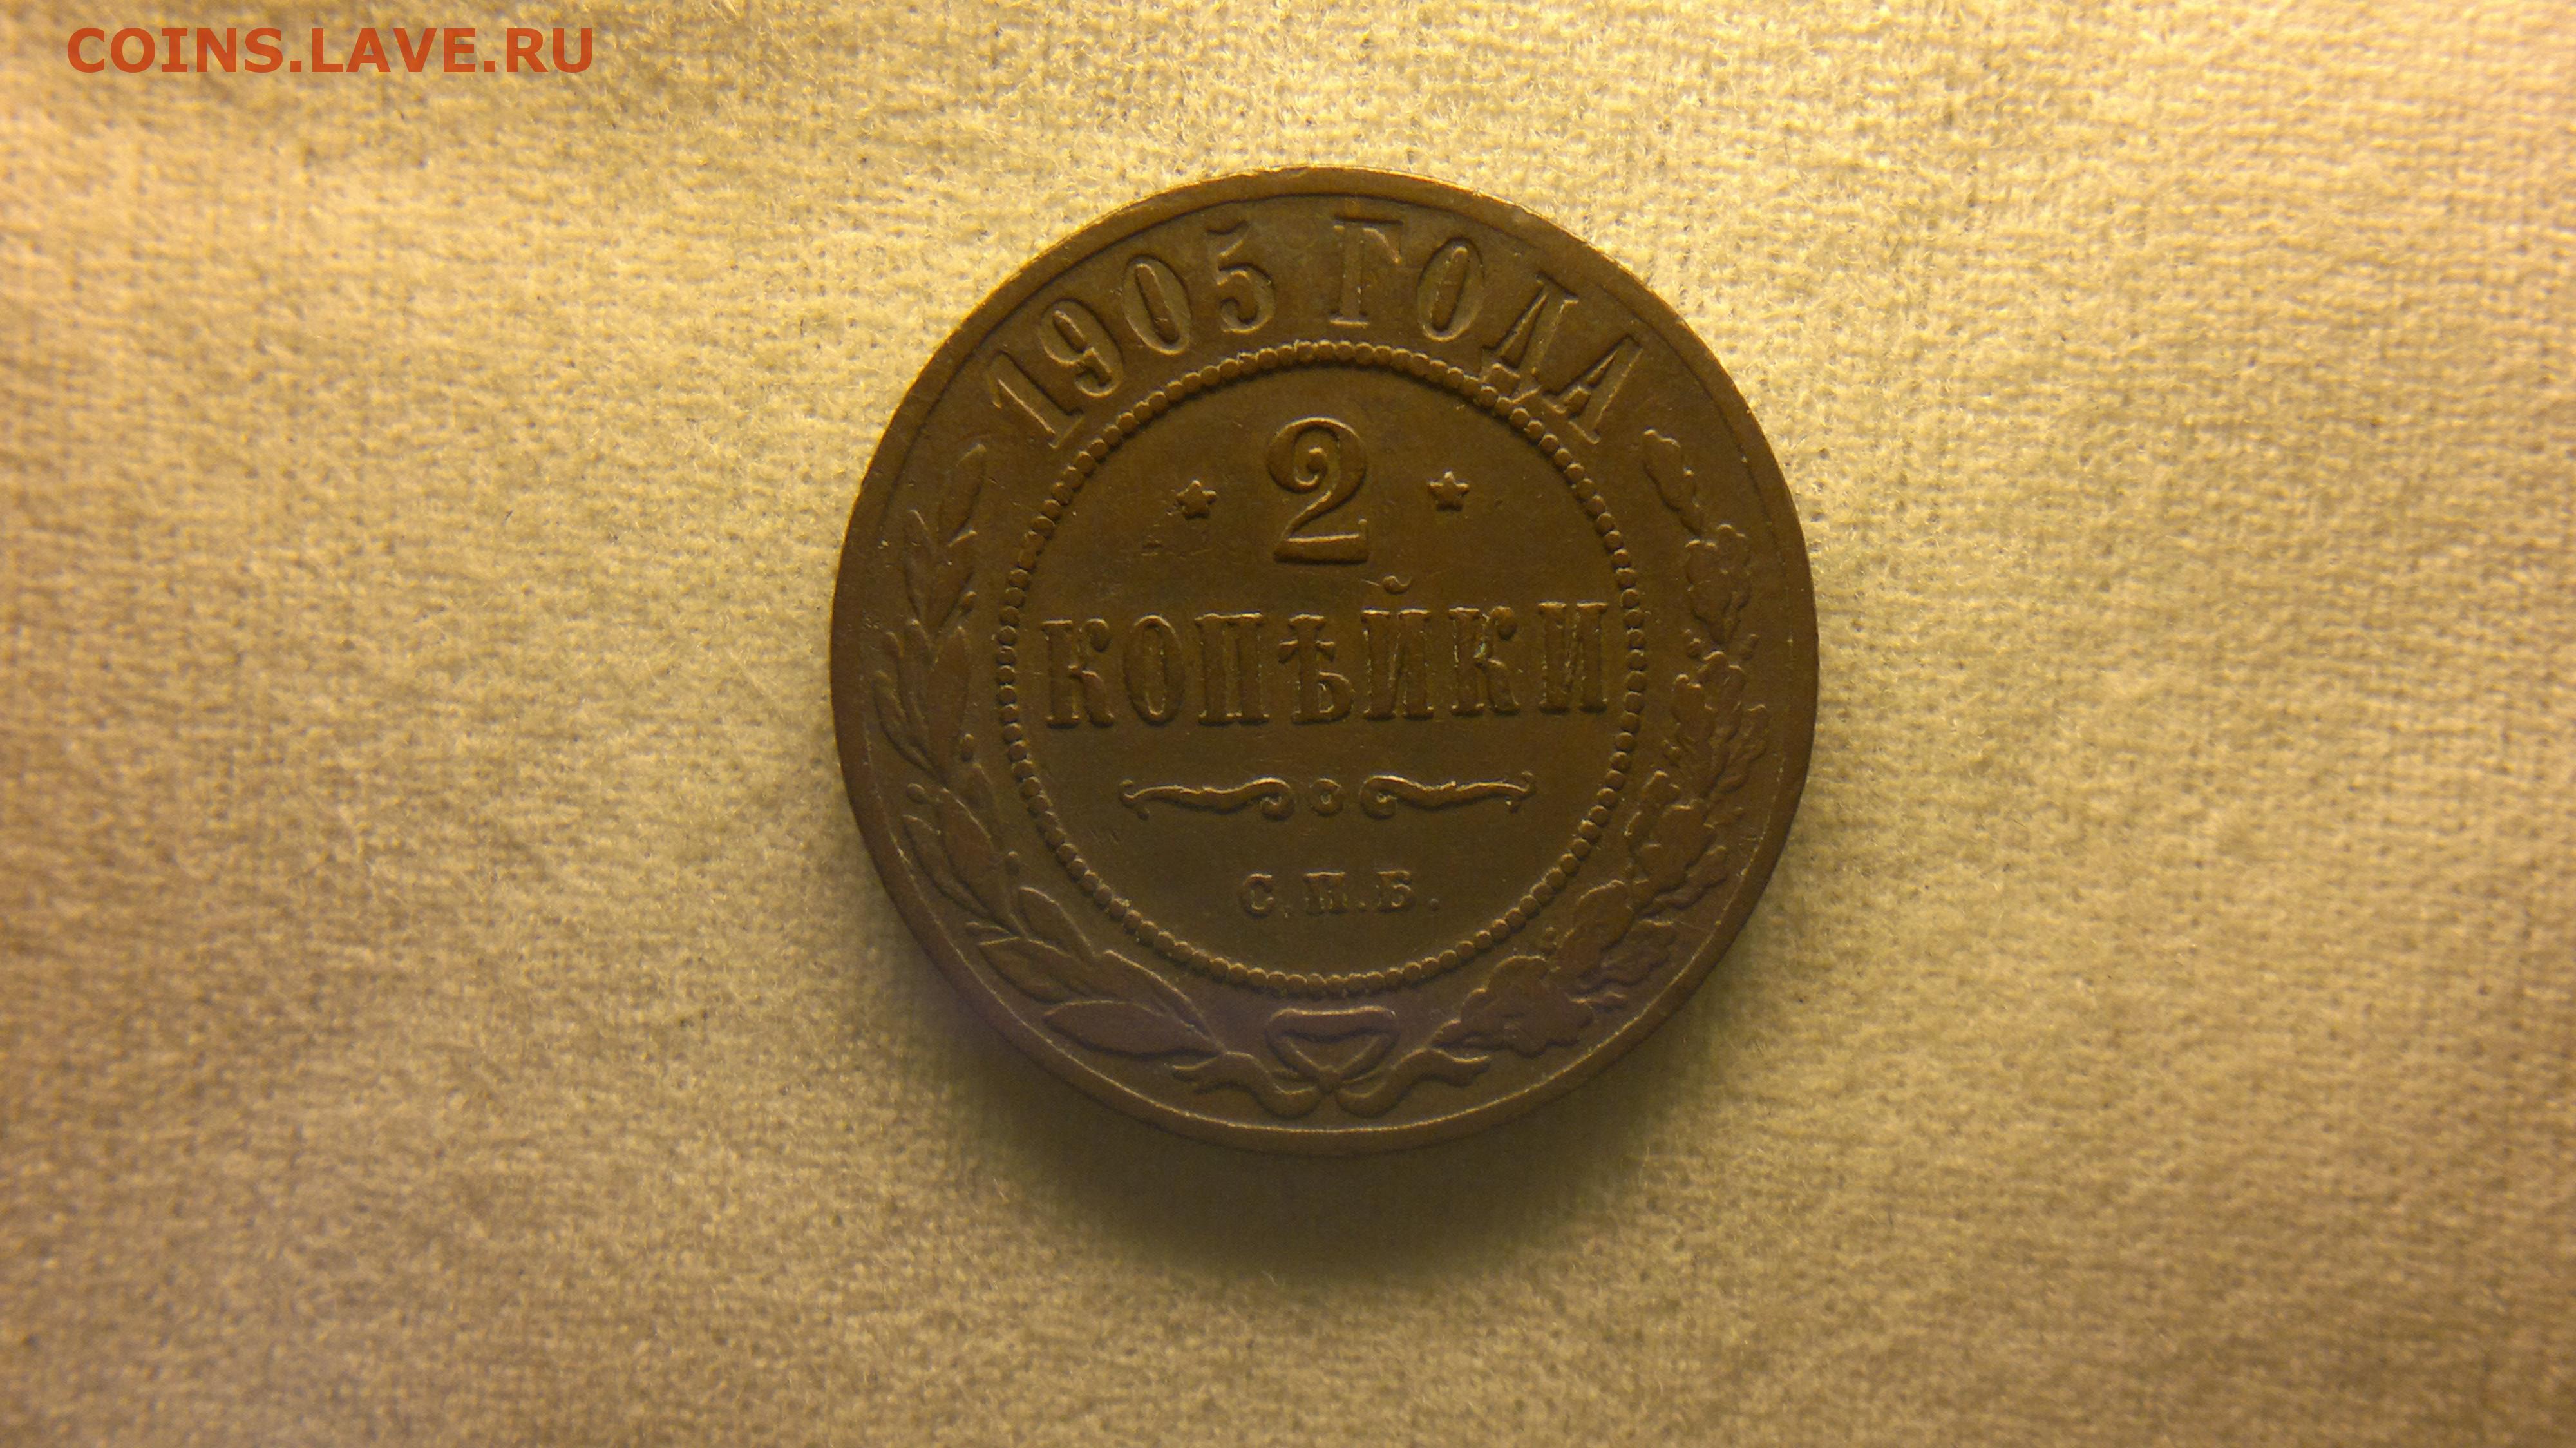 COINS.LAVE.RU
1905 ГОДА
2
КОПѢЙКИ
С.П.Б.